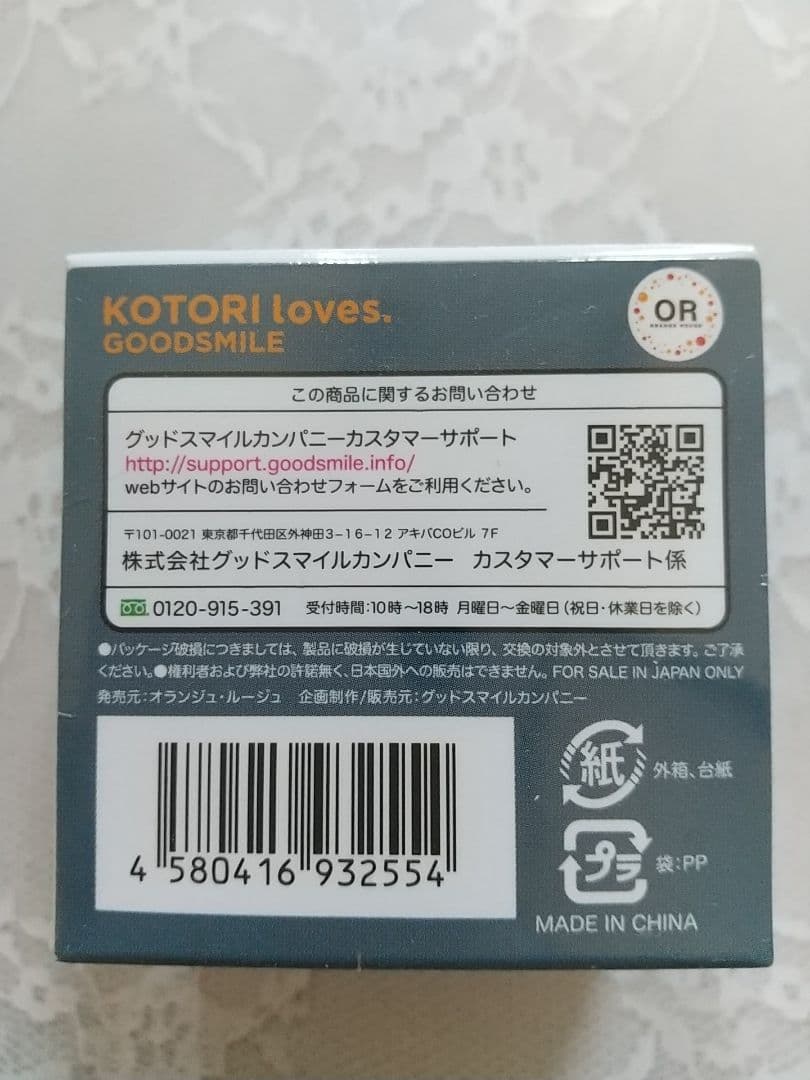 KOTORI loves.
GOODSMILE
OR
ORANGE ROUGE
この商品に関するお問い合わせ
グッドスマイルカンパニーカスタマーサポート
http://support.goodsmile.info/
webサイトのお問い合わせフォームをご利用ください。
〒101-0021 東京都千代田区外神田3-16-12 アキバCOビル 7F
株式会社グッドスマイルカンパニー カスタマーサポート係
0120-915-391 受付時間:10時〜18時 月曜日〜金曜日(祝日・休業日を除く)
●パッケージ破損につきましては、製品に破損が生じていない限り、交換の対象外とさせて頂きます。ご了承
ください。●権利者および弊社の許諾無く、日本国外への販売はできません。FOR SALE IN JAPAN ONLY
発売元:オランジュ・ルージュ 企画制作/販売元:グッドスマイルカンパニー
紙 外箱、台紙
プラ 袋:PP
4 580416 932554
MADE IN CHINA